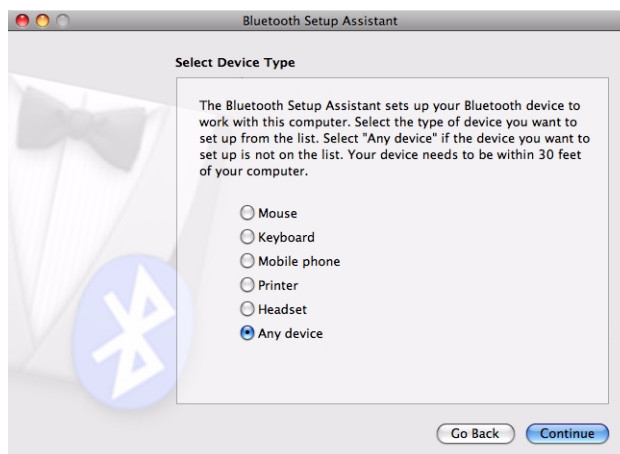 Bluetooth Setup Assistant
Select Device Type
The Bluetooth Setup Assistant sets up your Bluetooth device to
work with this computer. Select the type of device you want to
set up from the list. Select "Any device" if the device you want to
set up is not on the list. Your device needs to be within 30 feet
of your computer.
Mouse
Keyboard
Mobile phone
Printer
Headset
Any device
Go Back Continue